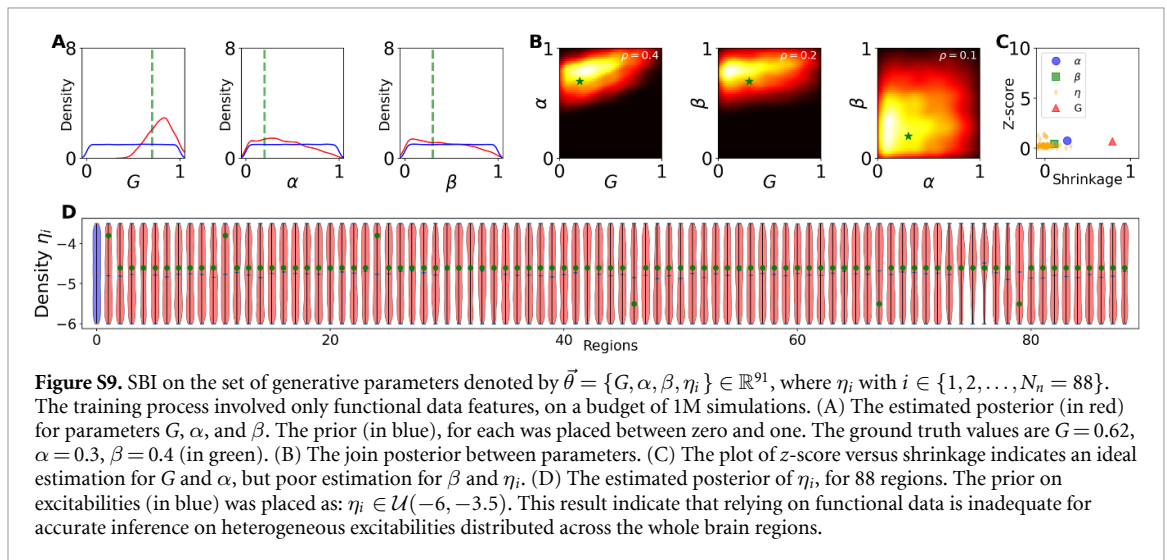 A
8
Density
0
0
G
1
8
Density
0
0
α
1
8
Density
0
0
β
1
B
1
α
0
0
G
1
ρ = 0.4
1
β
0
0
G
1
ρ = 0.2
1
β
0
0
α
1
ρ = 0.1
C
10
Z-score
0
0
Shrinkage
1
α
β
η
G
D
Density ηᵢ
−4
−5
−6
0
20
40
60
80
Regions
Figure S9. SBI on the set of generative parameters denoted by θ⃗ = {G, α, β, ηᵢ} ∈ ℝ⁹¹, where ηᵢ with i ∈ {1, 2, …, Nₙ = 88}.
The training process involved only functional data features, on a budget of 1M simulations. (A) The estimated posterior (in red)
for parameters G, α, and β. The prior (in blue), for each was placed between zero and one. The ground truth values are G = 0.62,
α = 0.3, β = 0.4 (in green). (B) The join posterior between parameters. (C) The plot of z-score versus shrinkage indicates an ideal
estimation for G and α, but poor estimation for β and ηᵢ. (D) The estimated posterior of ηᵢ, for 88 regions. The prior on
excitabilities (in blue) was placed as: ηᵢ ∈ 𝒰(−6, −3.5). This result indicate that relying on functional data is inadequate for
accurate inference on heterogeneous excitabilities distributed across the whole brain regions.